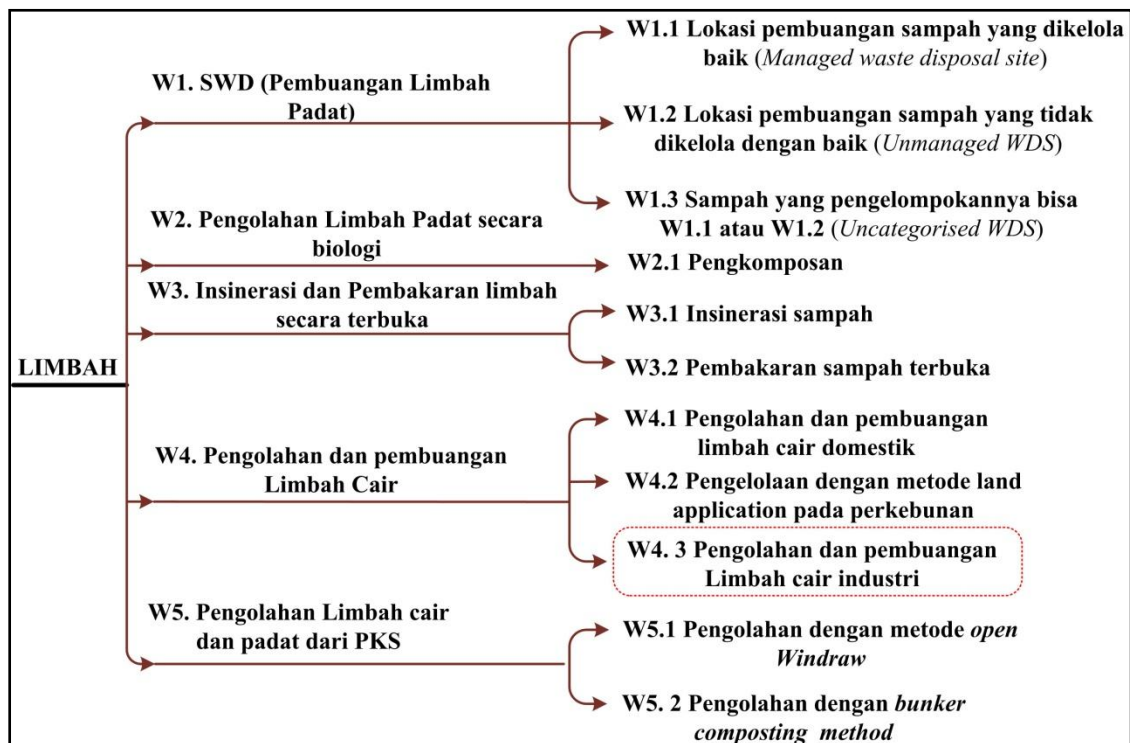 LIMBAH
W1. SWD (Pembuangan Limbah
Padat)
W1.1 Lokasi pembuangan sampah yang dikelola
baik (Managed waste disposal site)
W1.2 Lokasi pembuangan sampah yang tidak
dikelola dengan baik (Unmanaged WDS)
W1.3 Sampah yang pengelompokannya bisa
W1.1 atau W1.2 (Uncategorised WDS)
W2. Pengolahan Limbah Padat secara
biologi
W2.1 Pengkomposan
W3. Insinerasi dan Pembakaran limbah
secara terbuka
W3.1 Insinerasi sampah
W3.2 Pembakaran sampah terbuka
W4. Pengolahan dan pembuangan
Limbah Cair
W4.1 Pengolahan dan pembuangan
limbah cair domestik
W4.2 Pengelolaan dengan metode land
application pada perkebunan
W4. 3 Pengolahan dan pembuangan
Limbah cair industri
W5. Pengolahan Limbah cair
dan padat dari PKS
W5.1 Pengolahan dengan metode open
Windraw
W5. 2 Pengolahan dengan bunker
composting method